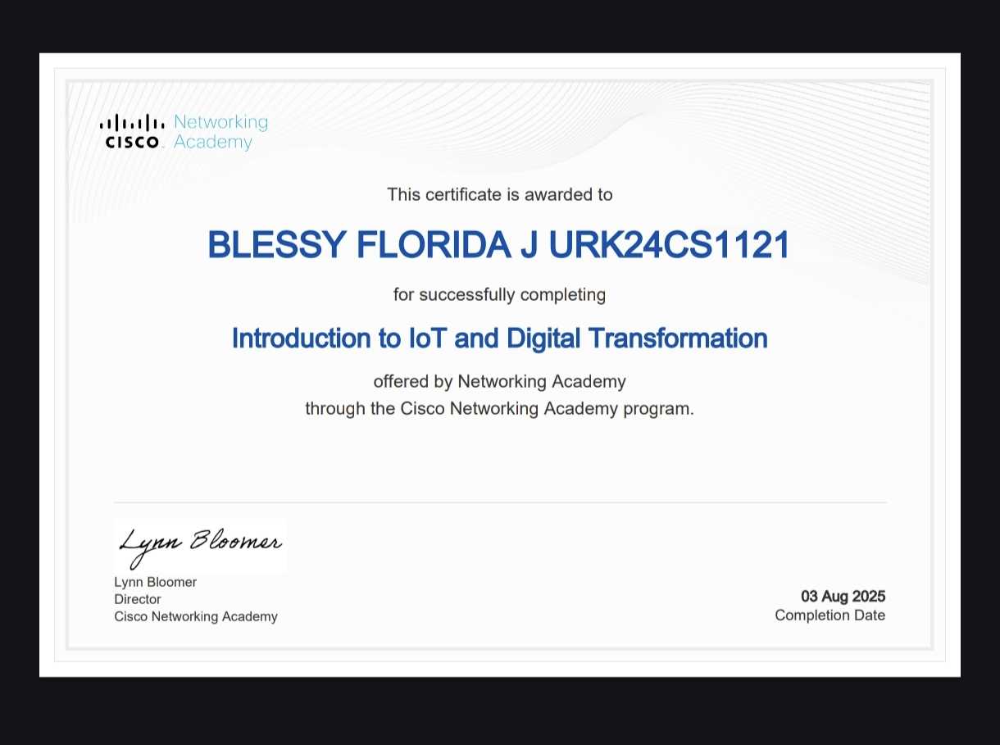 CISCO
Networking
Academy
This certificate is awarded to
BLESSY FLORIDA J URK24CS1121
for successfully completing
Introduction to IoT and Digital Transformation
offered by Networking Academy
through the Cisco Networking Academy program.
Lynn Bloomer
Lynn Bloomer
Director
Cisco Networking Academy
03 Aug 2025
Completion Date